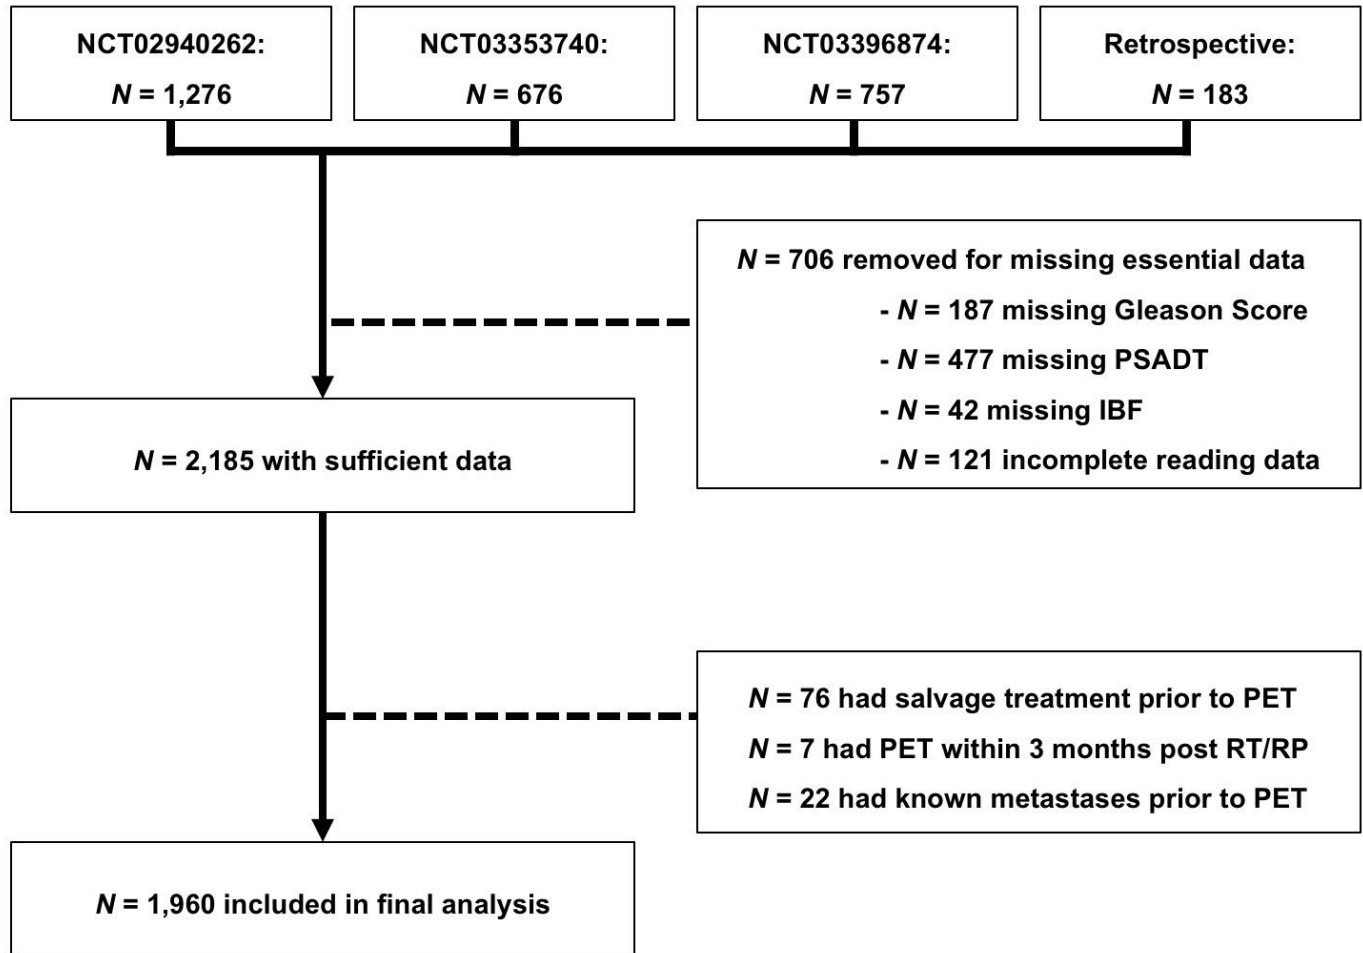 NCT02940262:
N = 1,276
NCT03353740:
N = 676
NCT03396874:
N = 757
Retrospective:
N = 183
N = 706 removed for missing essential data
- N = 187 missing Gleason Score
- N = 477 missing PSADT
- N = 42 missing IBF
- N = 121 incomplete reading data
N = 2,185 with sufficient data
N = 76 had salvage treatment prior to PET
N = 7 had PET within 3 months post RT/RP
N = 22 had known metastases prior to PET
N = 1,960 included in final analysis